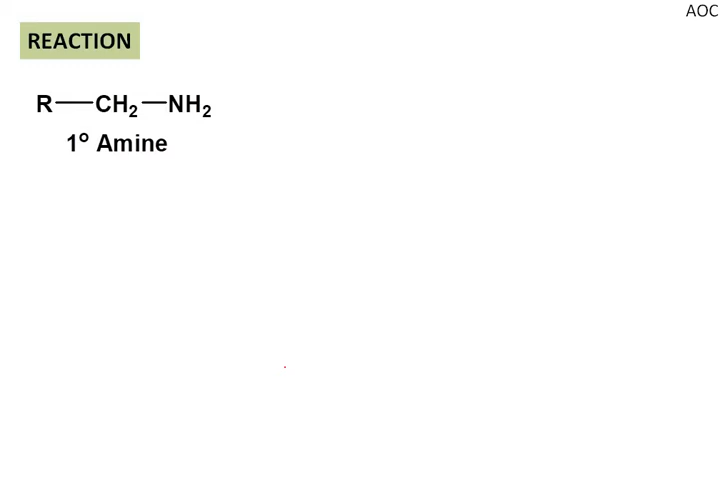 AOC
REACTION
R—CH₂—NH₂
1° Amine